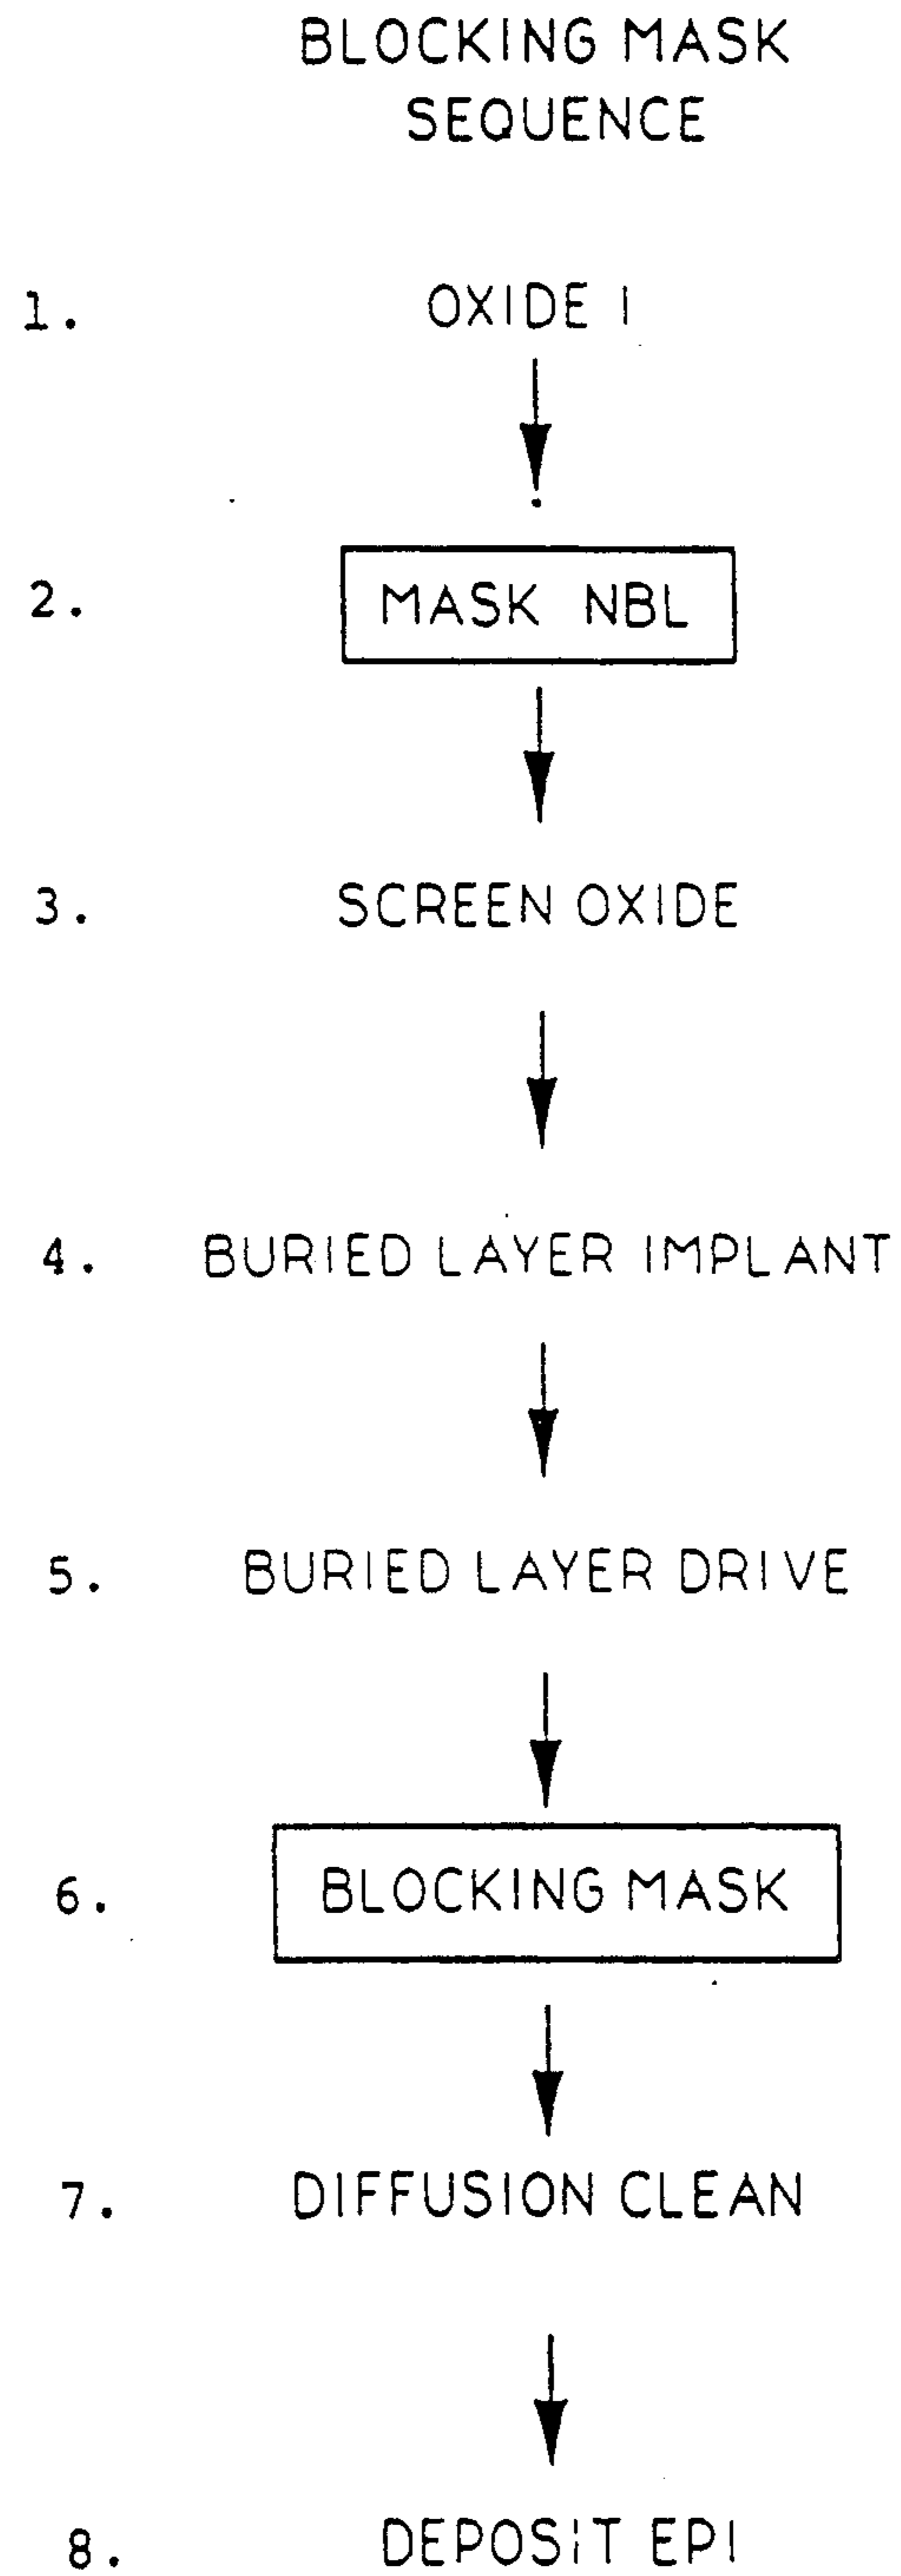 BLOCKING MASK
SEQUENCE
1. OXIDE I
2. MASK NBL
3. SCREEN OXIDE
4. BURIED LAYER IMPLANT
5. BURIED LAYER DRIVE
6. BLOCKING MASK
7. DIFFUSION CLEAN
8. DEPOSIT EPI